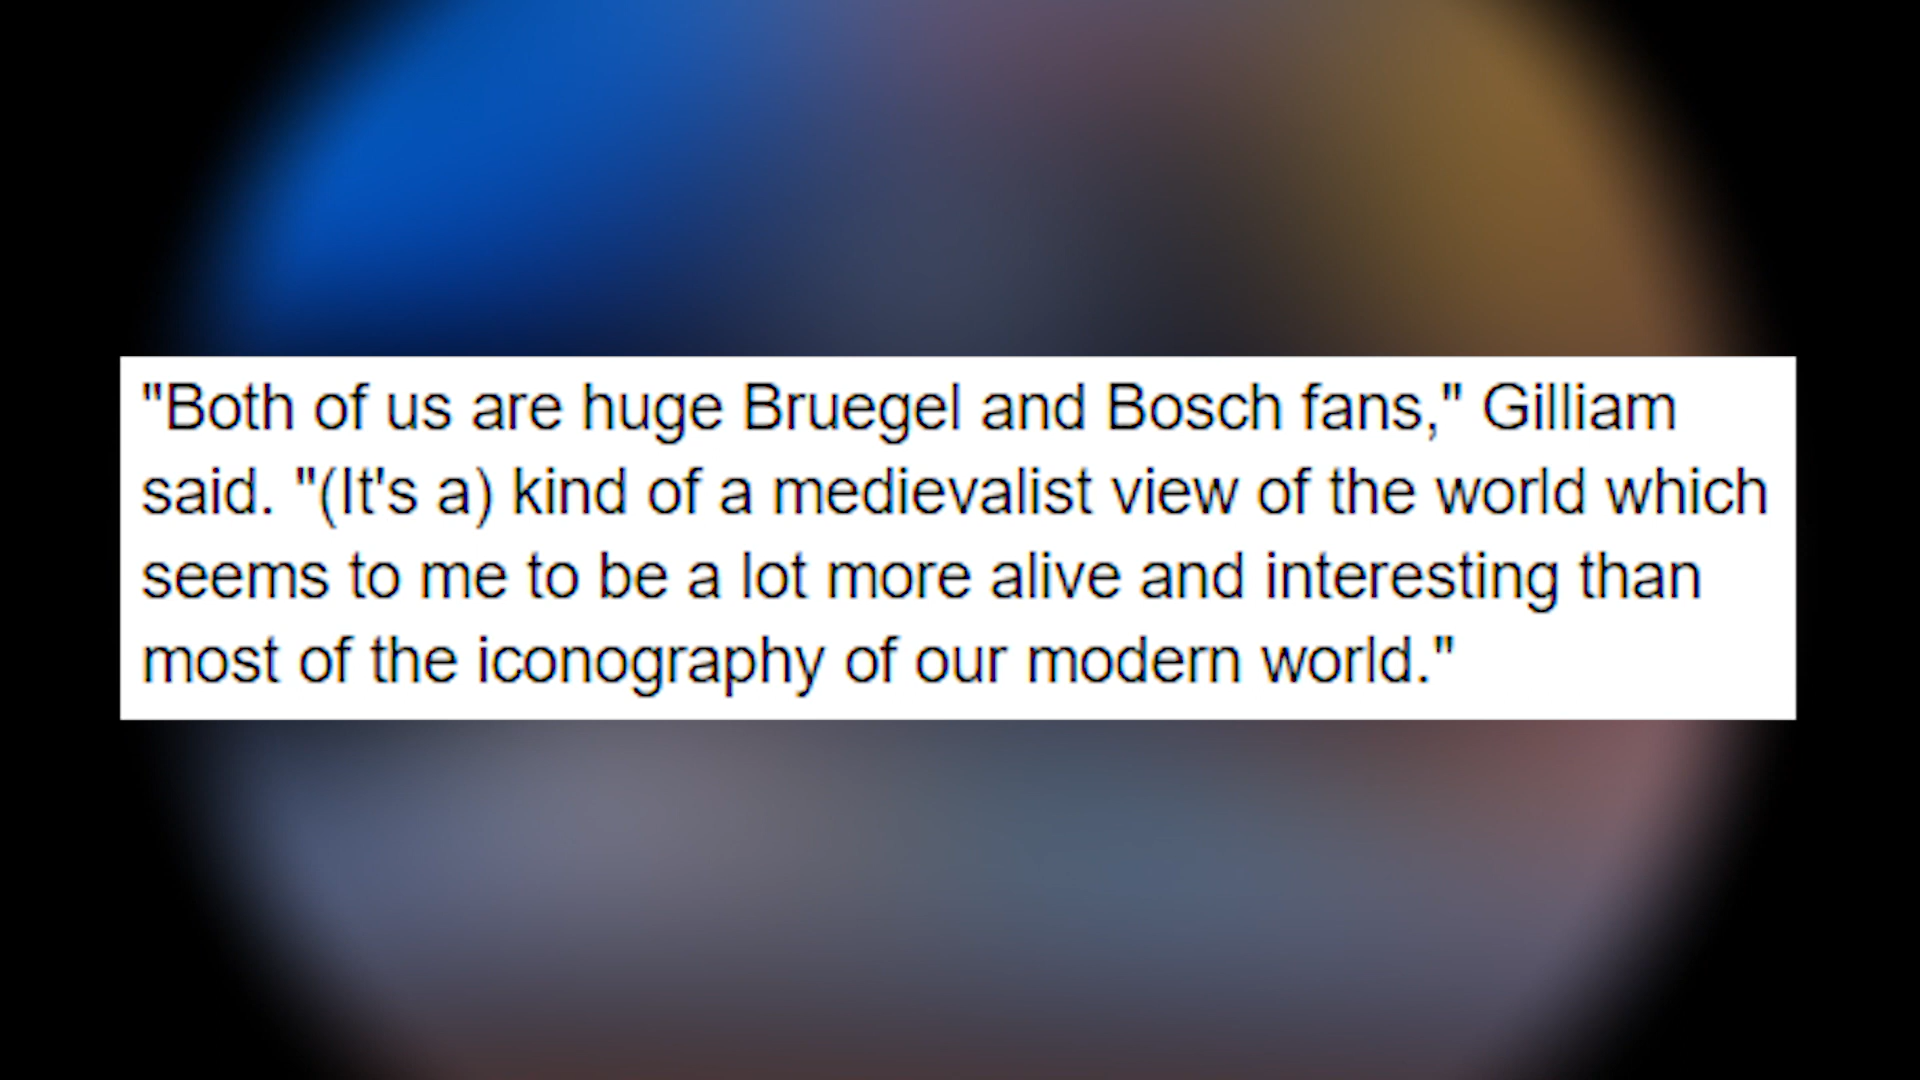 "Both of us are huge Bruegel and Bosch fans," Gilliam
said. "(It's a) kind of a medievalist view of the world which
seems to me to be a lot more alive and interesting than
most of the iconography of our modern world."